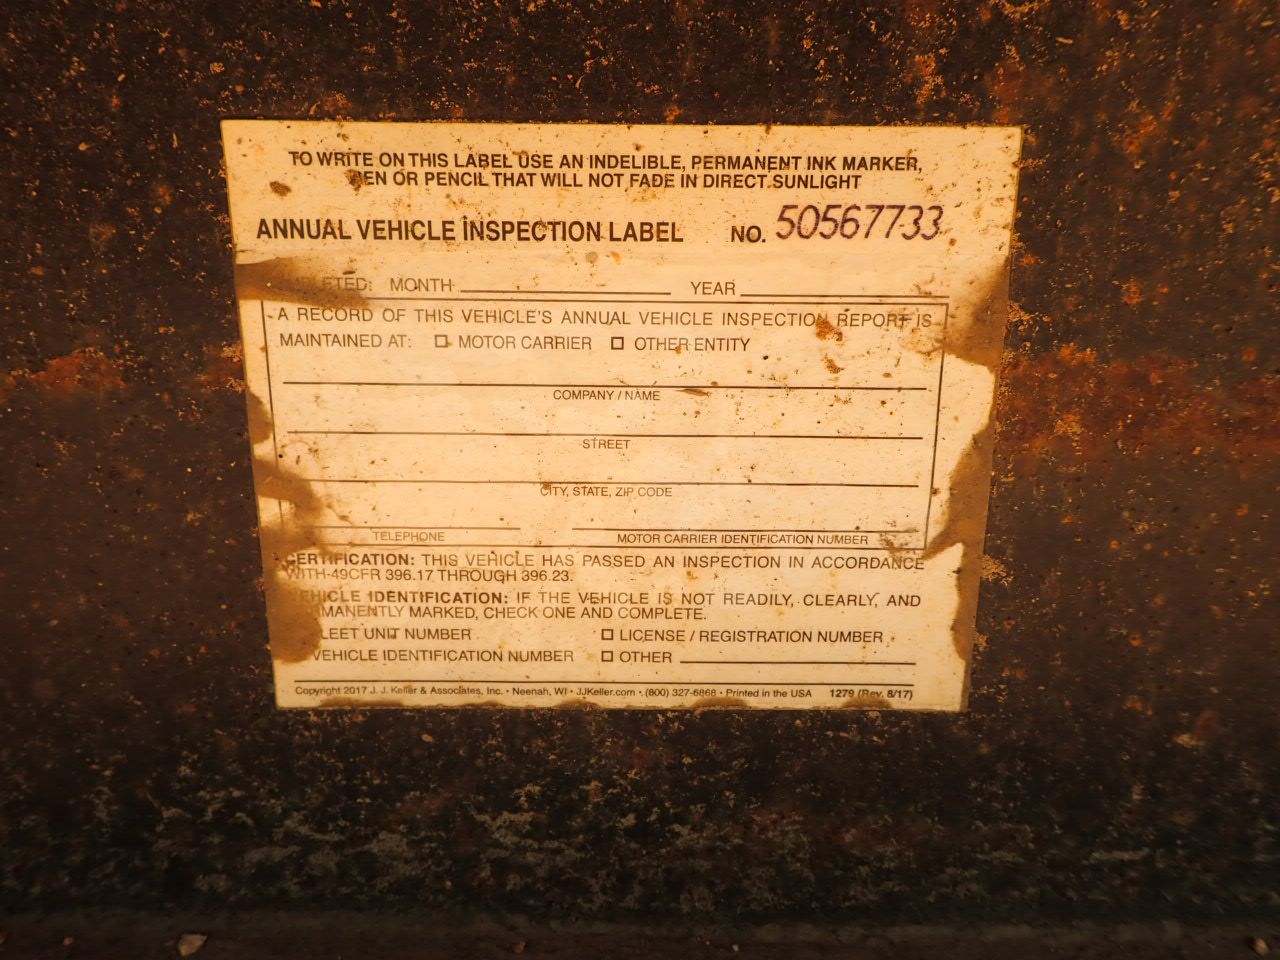 TO WRITE ON THIS LABEL USE AN INDELIBLE, PERMANENT INK MARKER,
PEN OR PENCIL THAT WILL NOT FADE IN DIRECT SUNLIGHT
ANNUAL VEHICLE INSPECTION LABEL NO. 50567733
MONTH YEAR
A RECORD OF THIS VEHICLE'S ANNUAL VEHICLE INSPECTION REPORT IS
MAINTAINED AT: ☐ MOTOR CARRIER ☐ OTHER ENTITY
COMPANY / NAME
STREET
CITY, STATE, ZIP CODE
TELEPHONE MOTOR CARRIER IDENTIFICATION NUMBER
CERTIFICATION: THIS VEHICLE HAS PASSED AN INSPECTION IN ACCORDANCE
WITH 49CFR 396.17 THROUGH 396.23.
VEHICLE IDENTIFICATION: IF THE VEHICLE IS NOT READILY, CLEARLY, AND
PERMANENTLY MARKED, CHECK ONE AND COMPLETE.
FLEET UNIT NUMBER ☐ LICENSE / REGISTRATION NUMBER
VEHICLE IDENTIFICATION NUMBER ☐ OTHER
Copyright 2017 J. J. Keller & Associates, Inc. • Neenah, WI • JJKeller.com • (800) 327-6868 • Printed in the USA 1279 (Rev. 8/17)